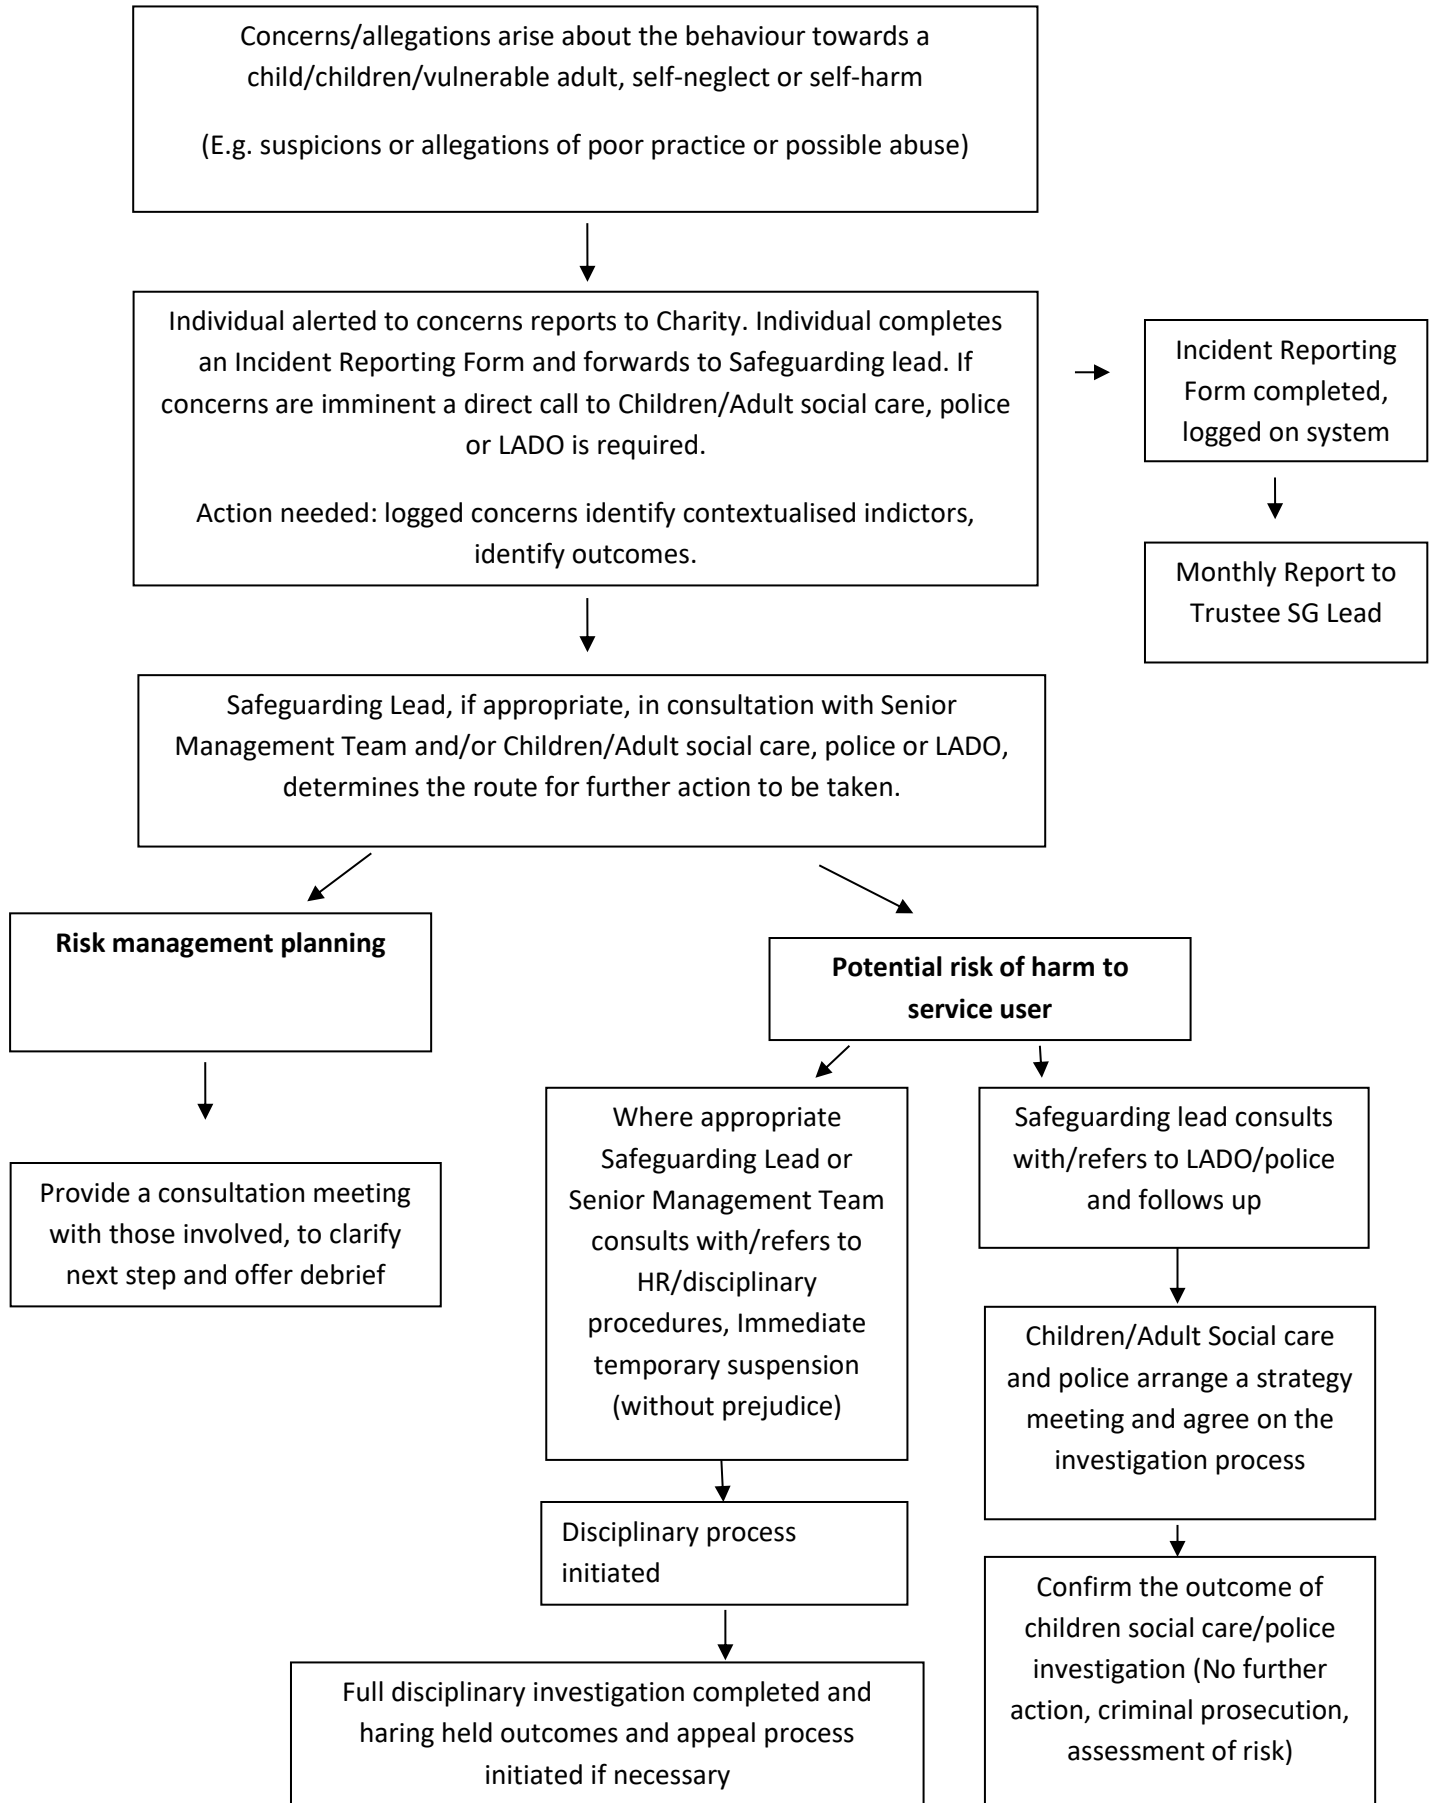 Concerns/allegations arise about the behaviour towards a
child/children/vulnerable adult, self-neglect or self-harm
(E.g. suspicions or allegations of poor practice or possible abuse)
Individual alerted to concerns reports to Charity. Individual completes
an Incident Reporting Form and forwards to Safeguarding lead. If
concerns are imminent a direct call to Children/Adult social care, police
or LADO is required.
Action needed: logged concerns identify contextualised indictors,
identify outcomes.
Incident Reporting
Form completed,
logged on system
Monthly Report to
Trustee SG Lead
Safeguarding Lead, if appropriate, in consultation with Senior
Management Team and/or Children/Adult social care, police or LADO,
determines the route for further action to be taken.
Risk management planning
Provide a consultation meeting
with those involved, to clarify
next step and offer debrief
Potential risk of harm to
service user
Where appropriate
Safeguarding Lead or
Senior Management Team
consults with/refers to
HR/disciplinary
procedures, Immediate
temporary suspension
(without prejudice)
Disciplinary process
initiated
Full disciplinary investigation completed and
haring held outcomes and appeal process
initiated if necessary
Safeguarding lead consults
with/refers to LADO/police
and follows up
Children/Adult Social care
and police arrange a strategy
meeting and agree on the
investigation process
Confirm the outcome of
children social care/police
investigation (No further
action, criminal prosecution,
assessment of risk)